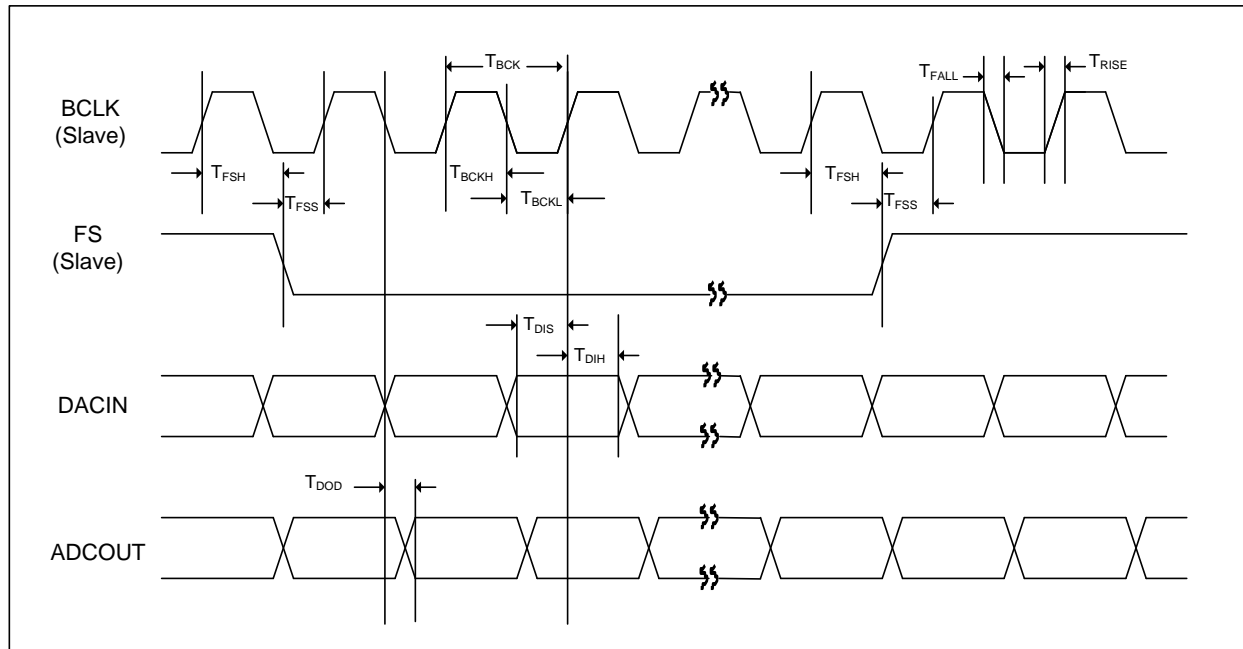 T_BCK
T_FALL
T_RISE
BCLK
(Slave)
T_FSH
T_BCKH
T_FSH
T_FSS
T_BCKL
T_FSS
FS
(Slave)
T_DIS
T_DIH
DACIN
T_DOD
ADCOUT